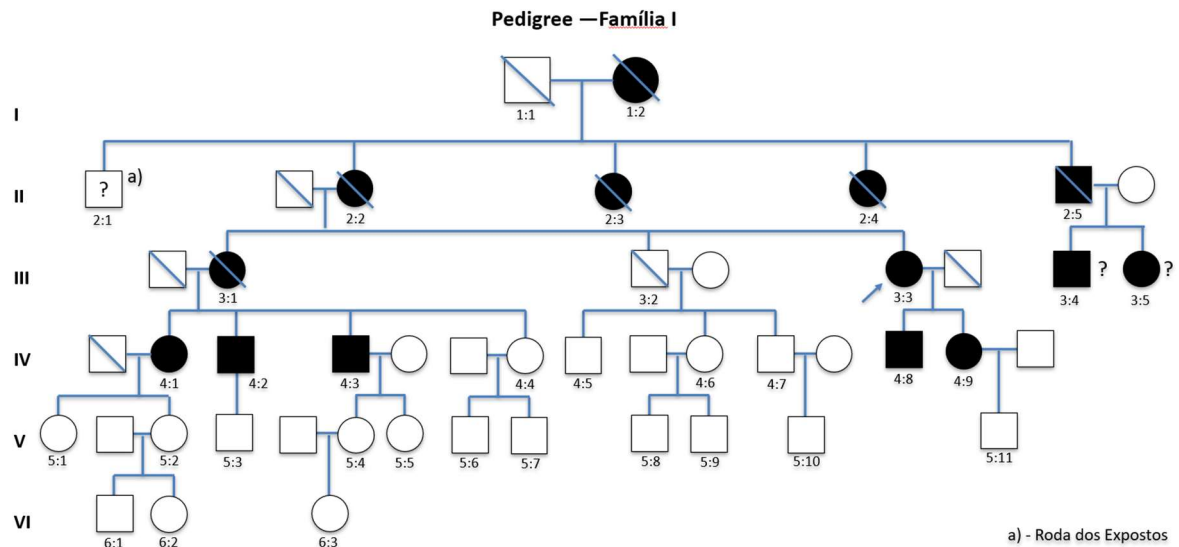 Pedigree —Família I
I
1:1 1:2
II
? a)
2:1 2:2 2:3 2:4 2:5
III
? ?
3:1 3:2 3:3 3:4 3:5
IV
4:1 4:2 4:3 4:4 4:5 4:6 4:7 4:8 4:9
V
5:1 5:2 5:3 5:4 5:5 5:6 5:7 5:8 5:9 5:10 5:11
VI
6:1 6:2 6:3
a) - Roda dos Expostos